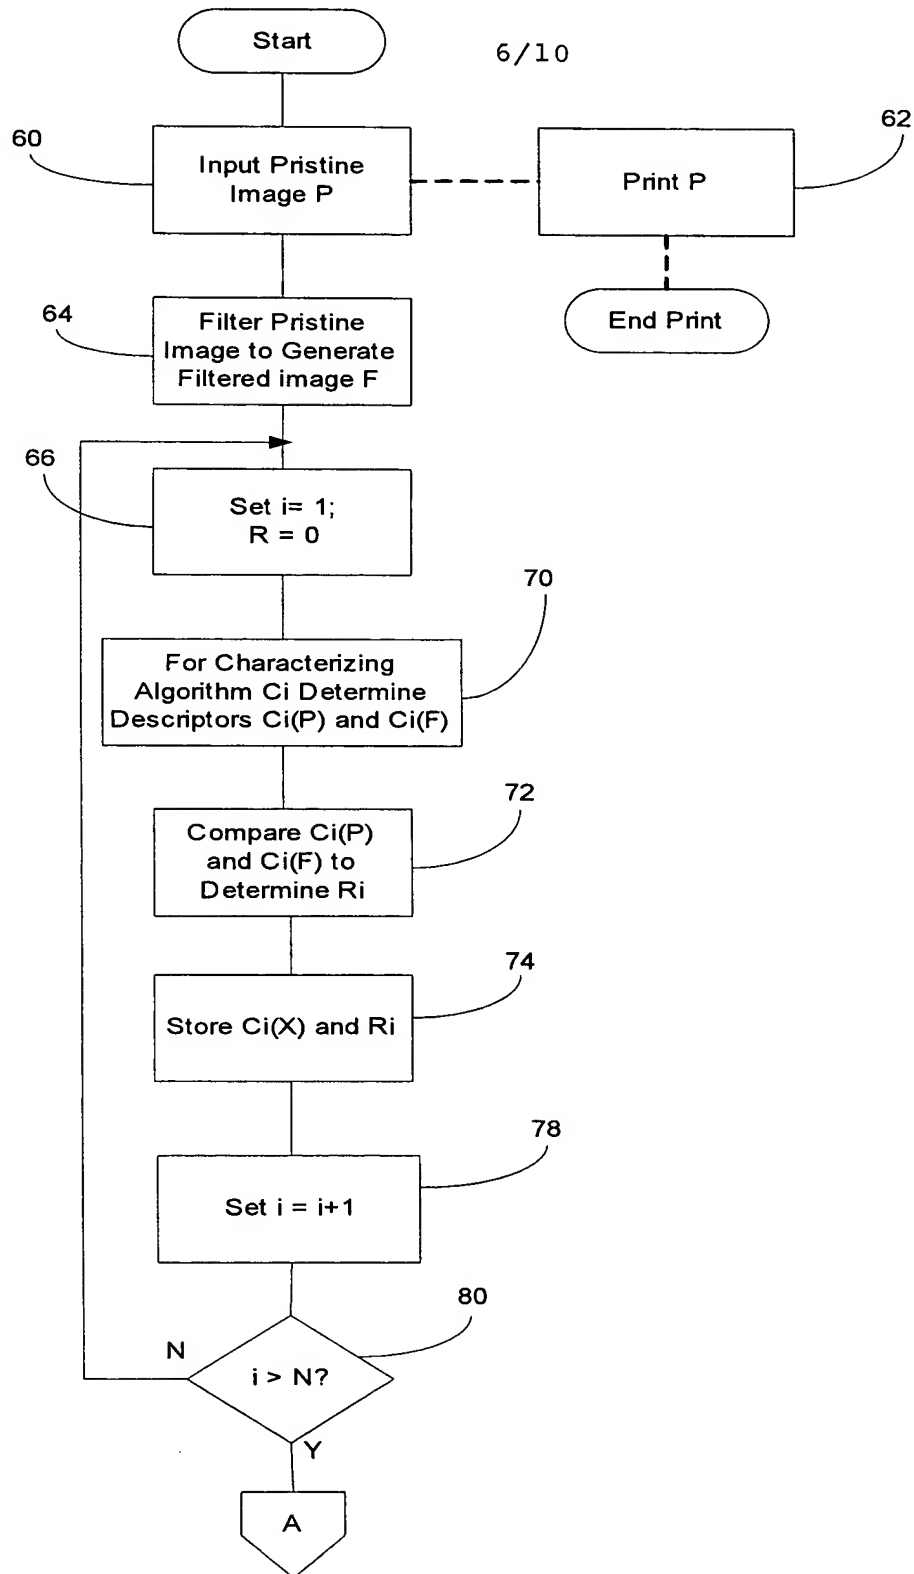 Start
6/10
60
Input Pristine
Image P
62
Print P
End Print
64
Filter Pristine
Image to Generate
Filtered image F
66
Set i= 1;
R = 0
70
For Characterizing
Algorithm Ci Determine
Descriptors Ci(P) and Ci(F)
72
Compare Ci(P)
and Ci(F) to
Determine Ri
74
Store Ci(X) and Ri
78
Set i = i+1
80
N
i > N?
Y
A